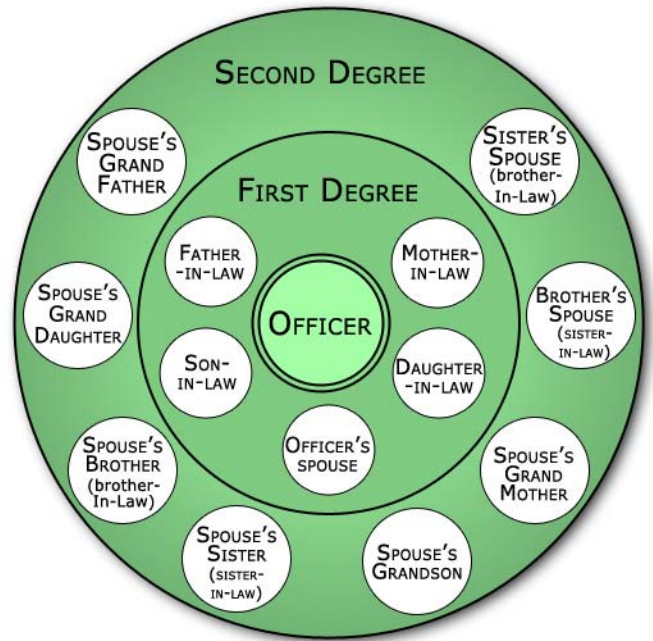 SECOND DEGREE
SPOUSE'S
GRAND
FATHER
SISTER'S
SPOUSE
(brother-
In-Law)
FIRST DEGREE
FATHER
-IN-LAW
MOTHER-
IN-LAW
SPOUSE'S
GRAND
DAUGHTER
OFFICER
BROTHER'S
SPOUSE
(SISTER-
IN-LAW)
SON-
IN-LAW
DAUGHTER
-IN-LAW
SPOUSE'S
BROTHER
(brother-
In-Law)
OFFICER'S
SPOUSE
SPOUSE'S
GRAND
MOTHER
SPOUSE'S
SISTER
(SISTER-
IN-LAW)
SPOUSE'S
GRANDSON